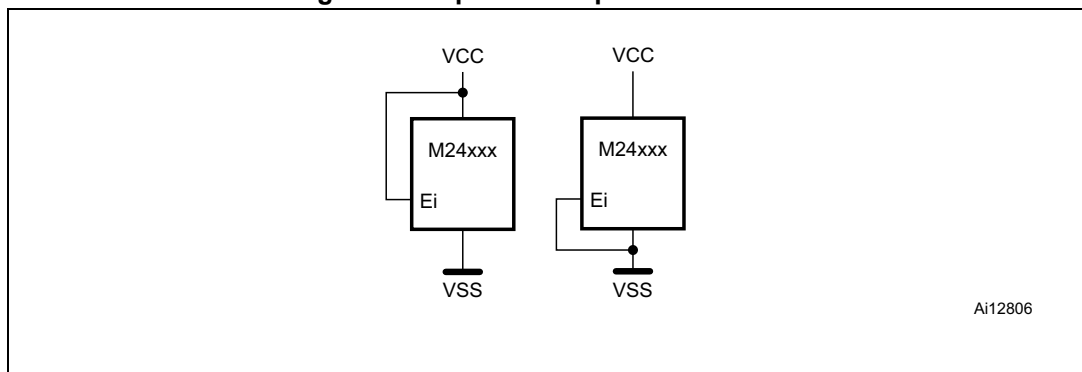 VCC VCC
M24xxx M24xxx
Ei Ei
VSS VSS
Ai12806